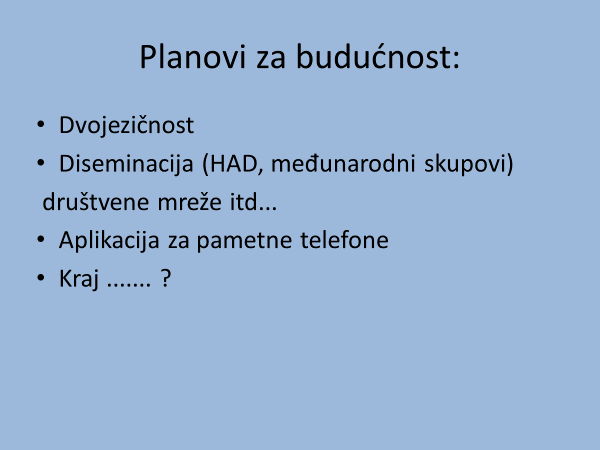 Planovi za budućnost:
• Dvojezičnost
• Diseminacija (HAD, međunarodni skupovi)
društvene mreže itd...
• Aplikacija za pametne telefone
• Kraj ....... ?